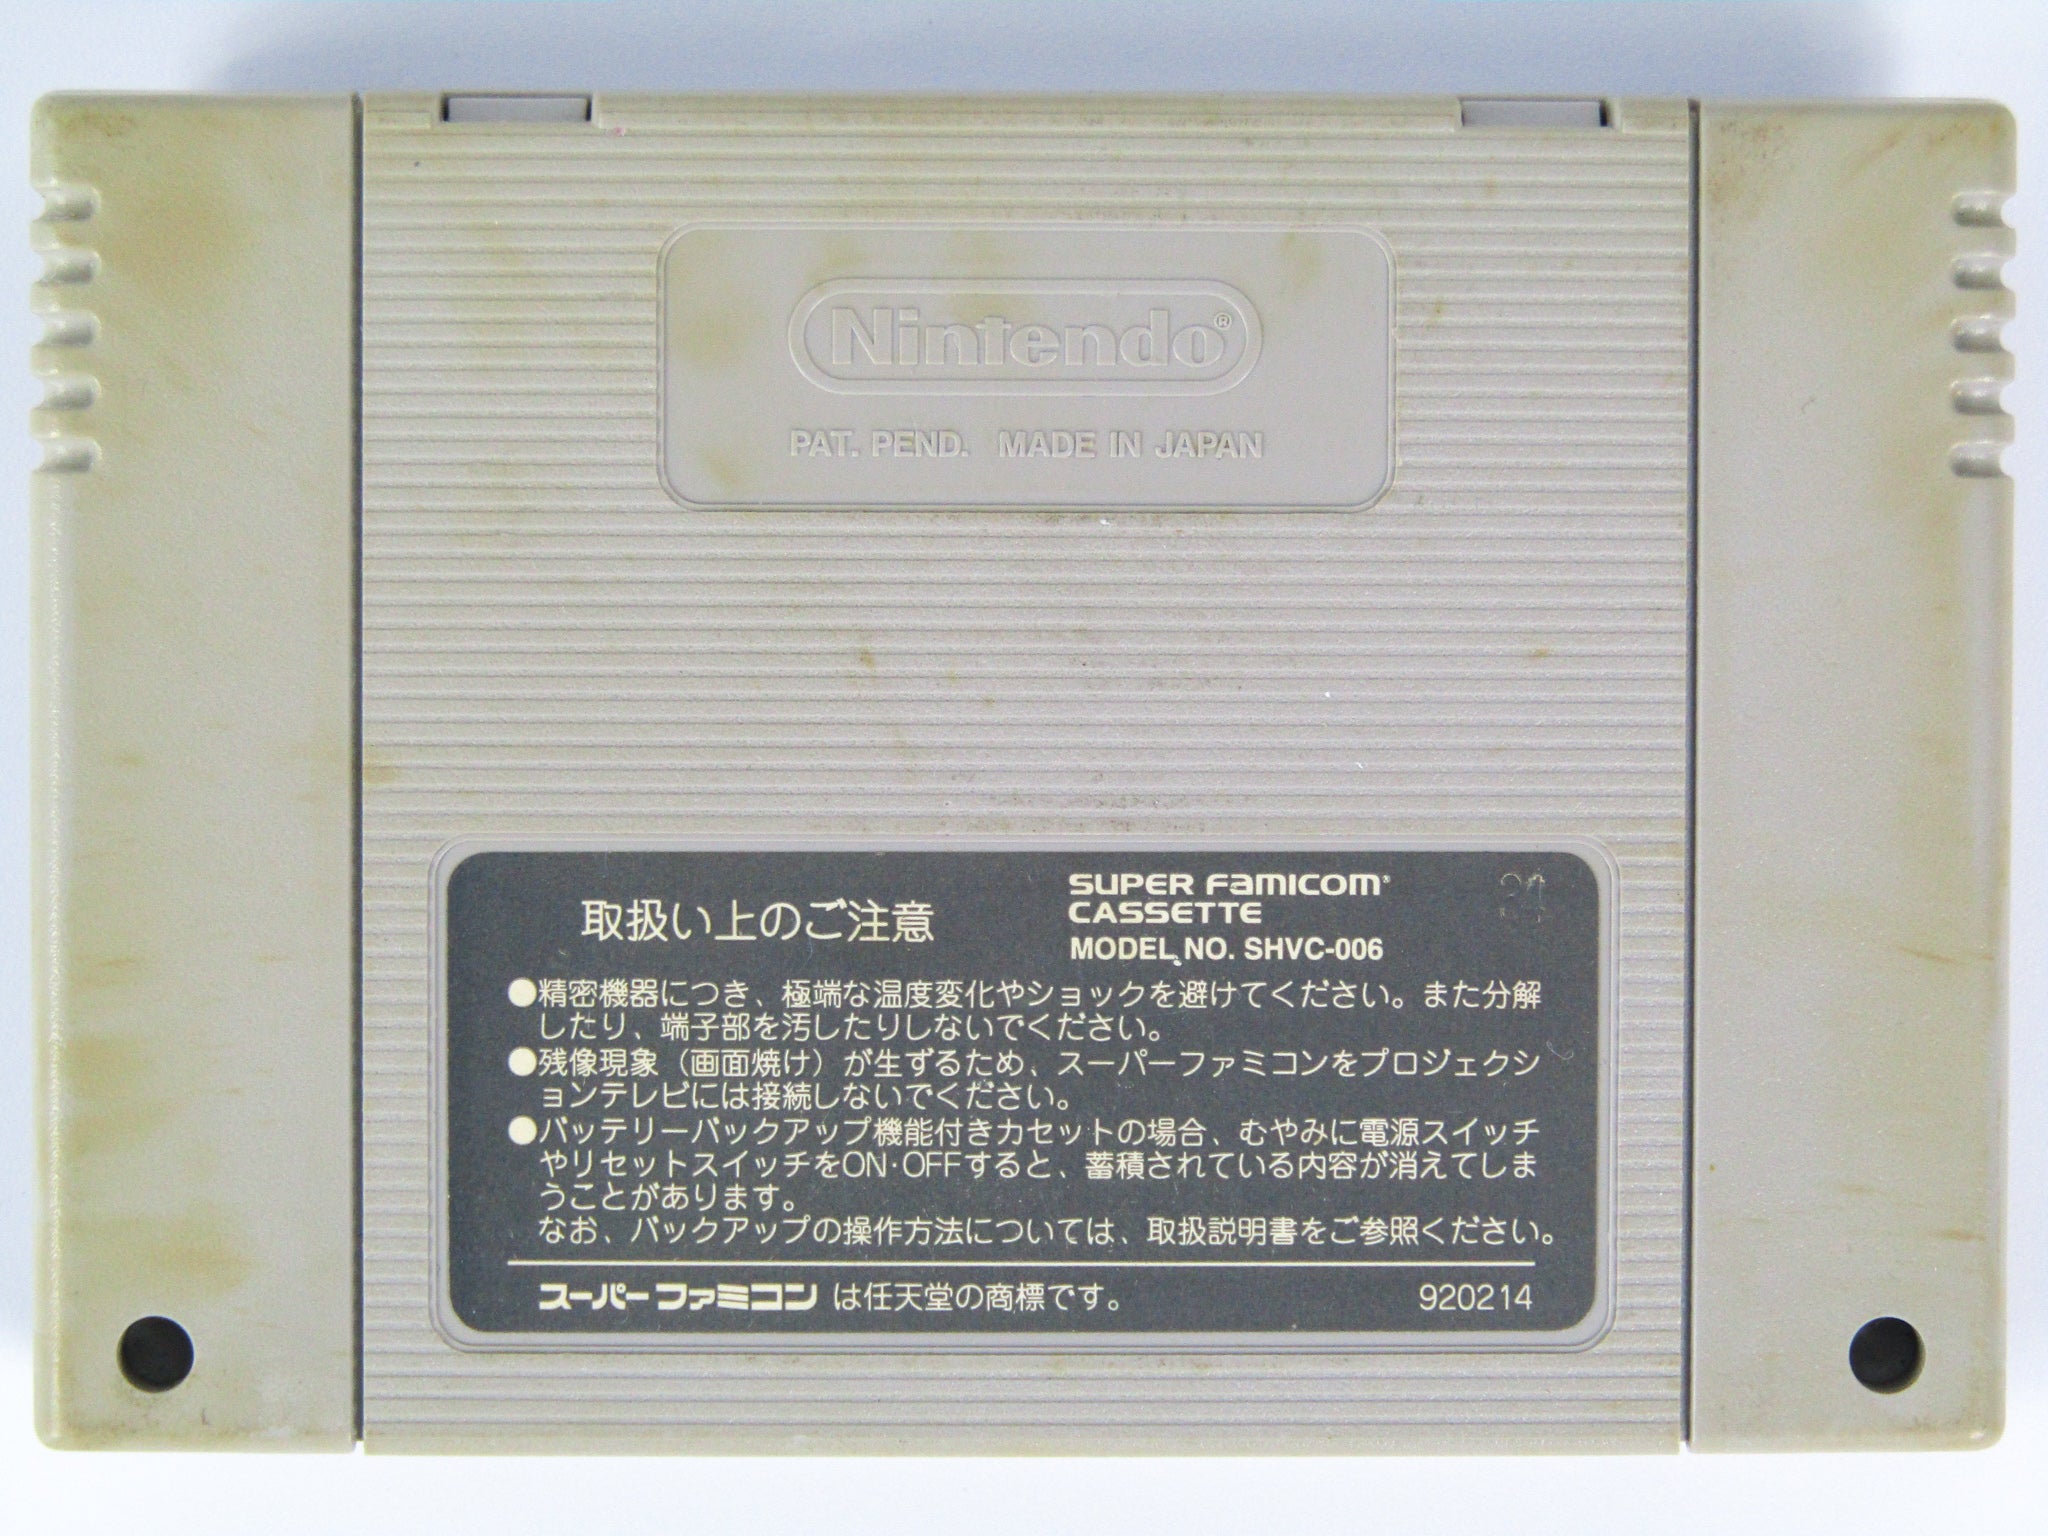 Nintendo®
PAT. PEND. MADE IN JAPAN
取扱い上のご注意
SUPER FAMICOM®
CASSETTE
MODEL NO. SHVC-006
●精密機器につき、極端な温度変化やショックを避けてください。また分解
したり、端子部を汚したりしないでください。
●残像現象（画面焼け）が生ずるため、スーパーファミコンをプロジェクシ
ョンテレビには接続しないでください。
●バッテリーバックアップ機能付きカセットの場合、むやみに電源スイッチ
やリセットスイッチをON·OFFすると、蓄積されている内容が消えてしま
うことがあります。
なお、バックアップの操作方法については、取扱説明書をご参照ください。
スーパーファミコン は任天堂の商標です。
920214